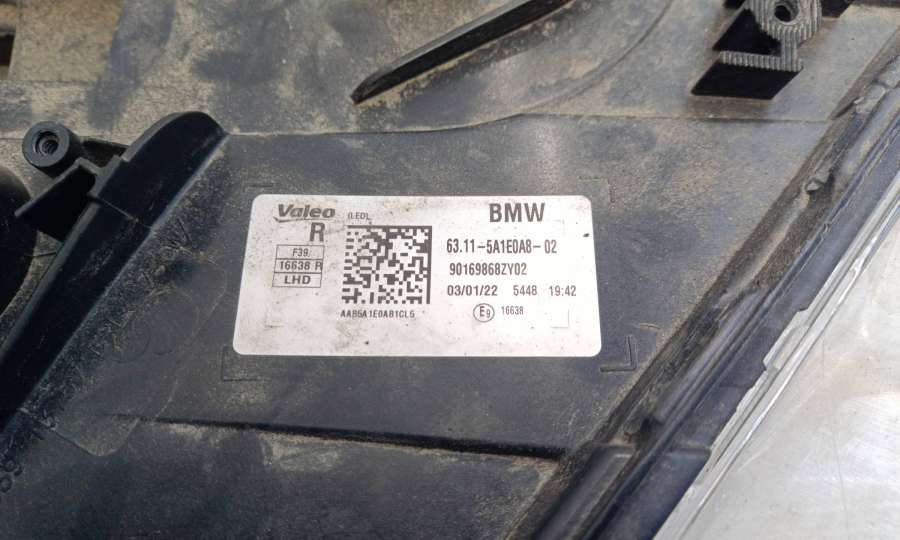 Valeo (LED)
R
F39
16638 R
LHD
AAB5A1E0AB1CL5
BMW
63.11-5A1E0A8-02
90169868ZY02
03/01/22 5448 19:42
E9 16638